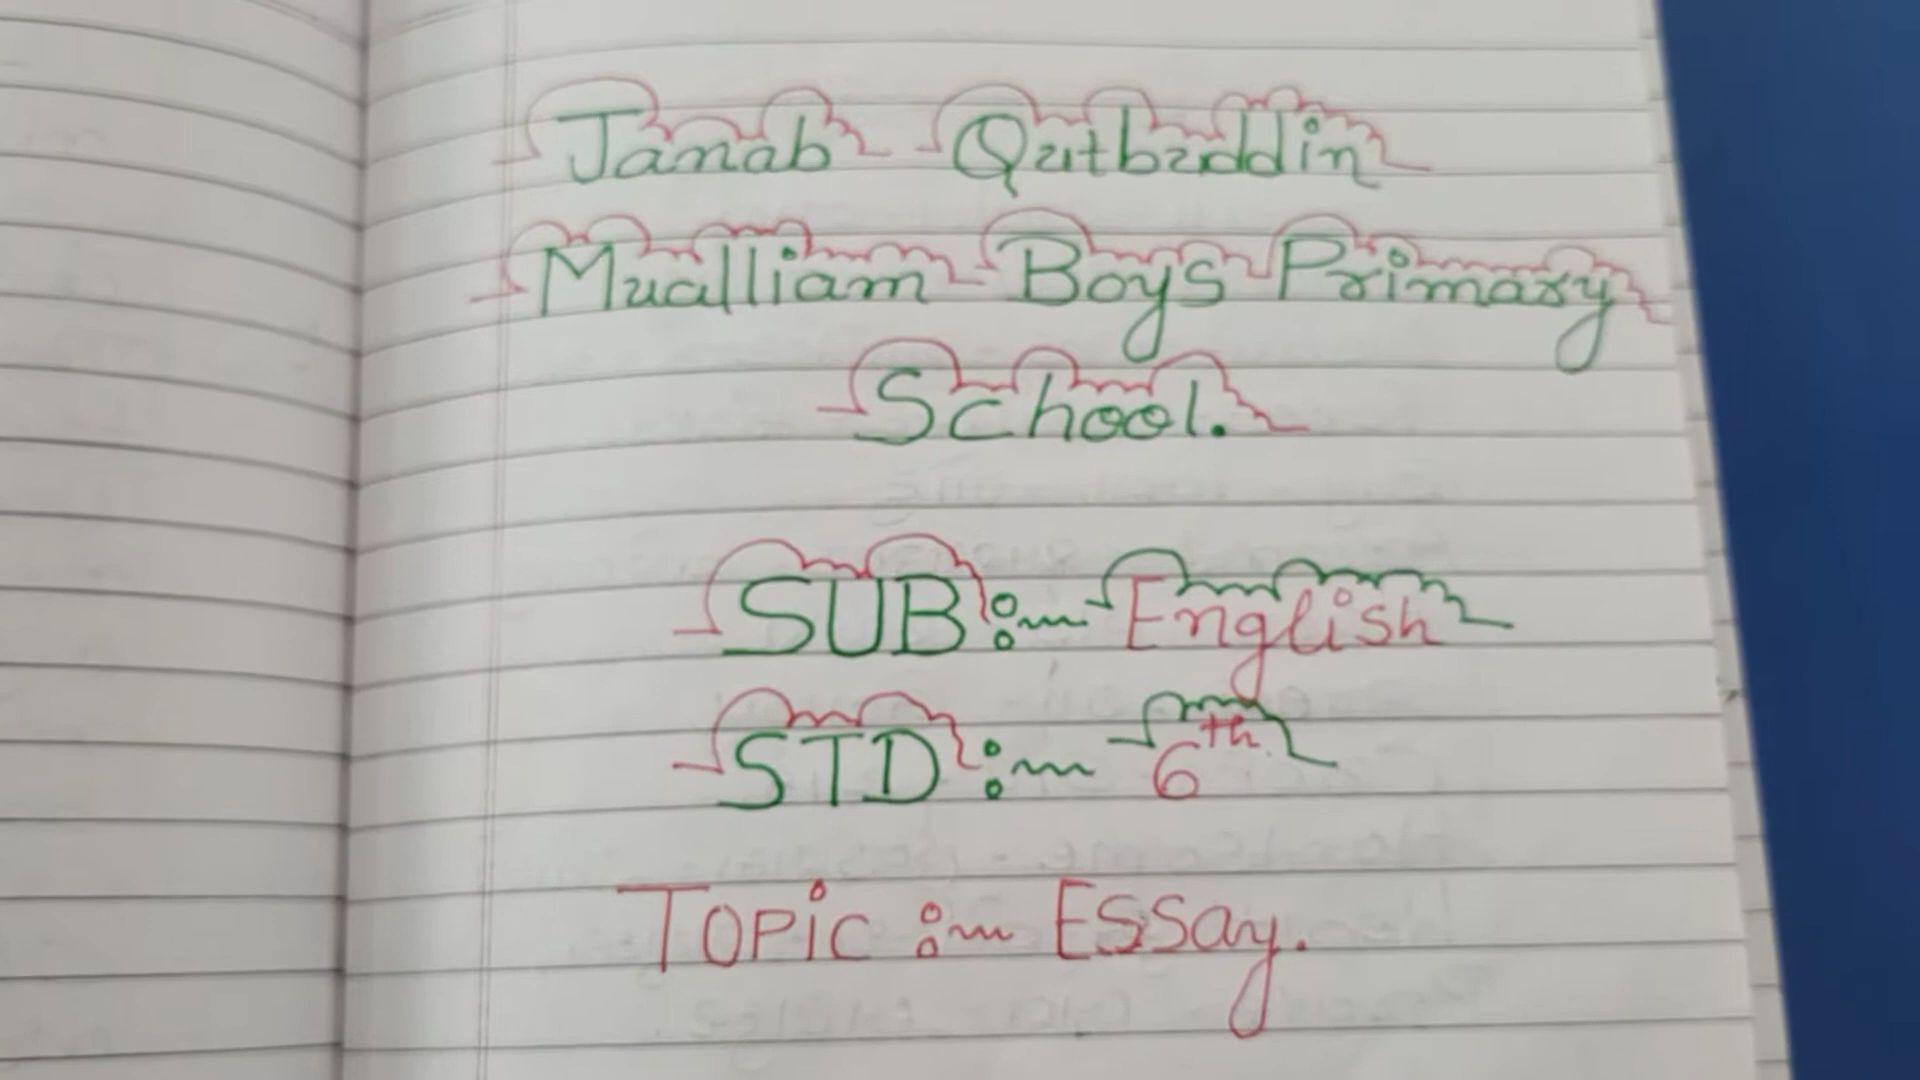 Janab Qutbuddin
Mualliam Boys Primary
School.
SUB :- English
STD :- 6th
Topic :- Essay.